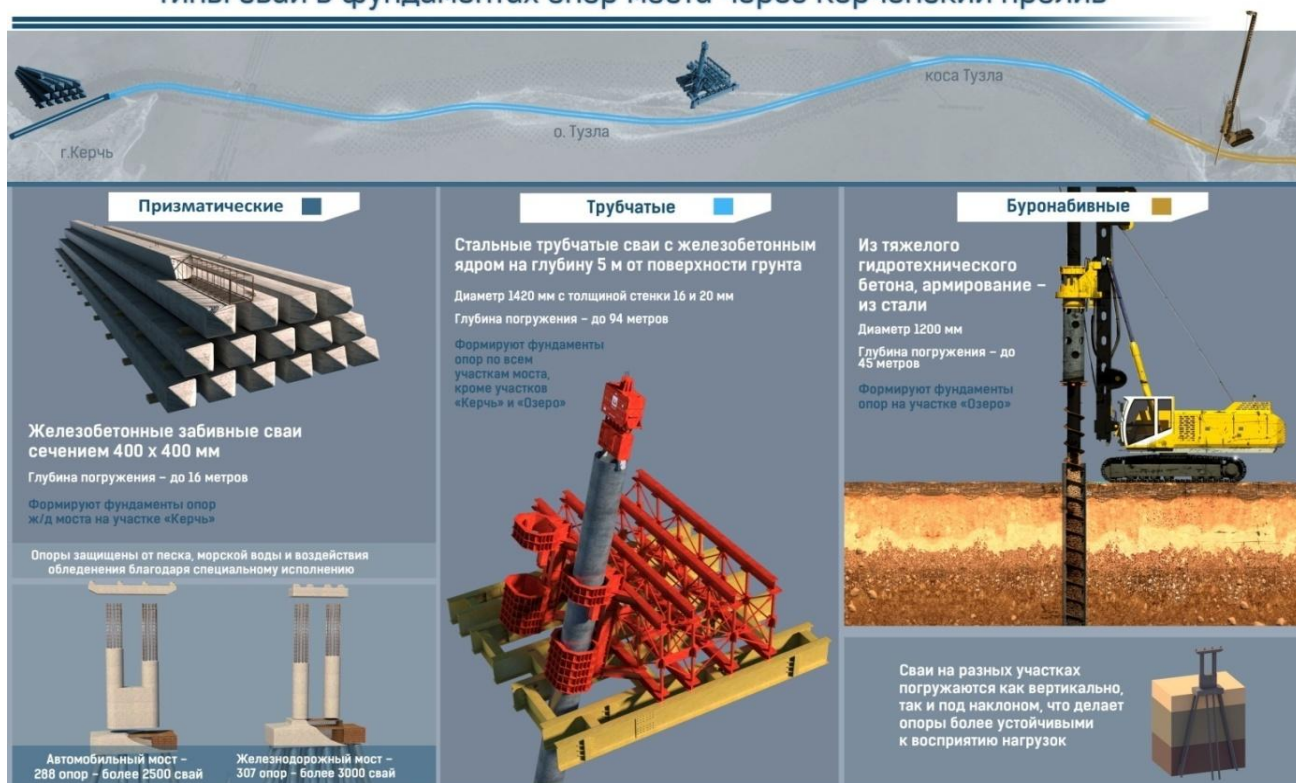 Типы свай в фундаментах опор моста через Керченский пролив
г.Керчь
о. Тузла
коса Тузла
Призматические
Железобетонные забивные сваи
сечением 400 х 400 мм
Глубина погружения – до 16 метров
Формируют фундаменты опор
ж/д моста на участке «Керчь»
Опоры защищены от песка, морской воды и воздействия
обледенения благодаря специальному исполнению
Автомобильный мост –
288 опор – более 2500 свай
Железнодорожный мост –
307 опор – более 3000 свай
Трубчатые
Стальные трубчатые сваи с железобетонным
ядром на глубину 5 м от поверхности грунта
Диаметр 1420 мм с толщиной стенки 16 и 20 мм
Глубина погружения – до 94 метров
Формируют фундаменты
опор по всем
участкам моста,
кроме участков
«Керчь» и «Озеро»
Буронабивные
Из тяжелого
гидротехнического
бетона, армирование –
из стали
Диаметр 1200 мм
Глубина погружения – до
45 метров
Формируют фундаменты
опор на участке «Озеро»
Сваи на разных участках
погружаются как вертикально,
так и под наклоном, что делает
опоры более устойчивыми
к восприятию нагрузок